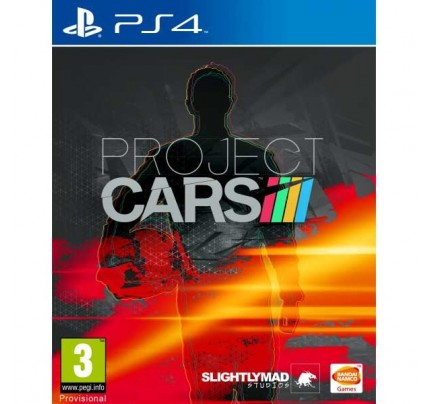 PS4
PROJECT
CARS
3
www.pegi.info
Provisional
SLIGHTLYMAD
STUDIOS
BANDAI
NAMCO
Games